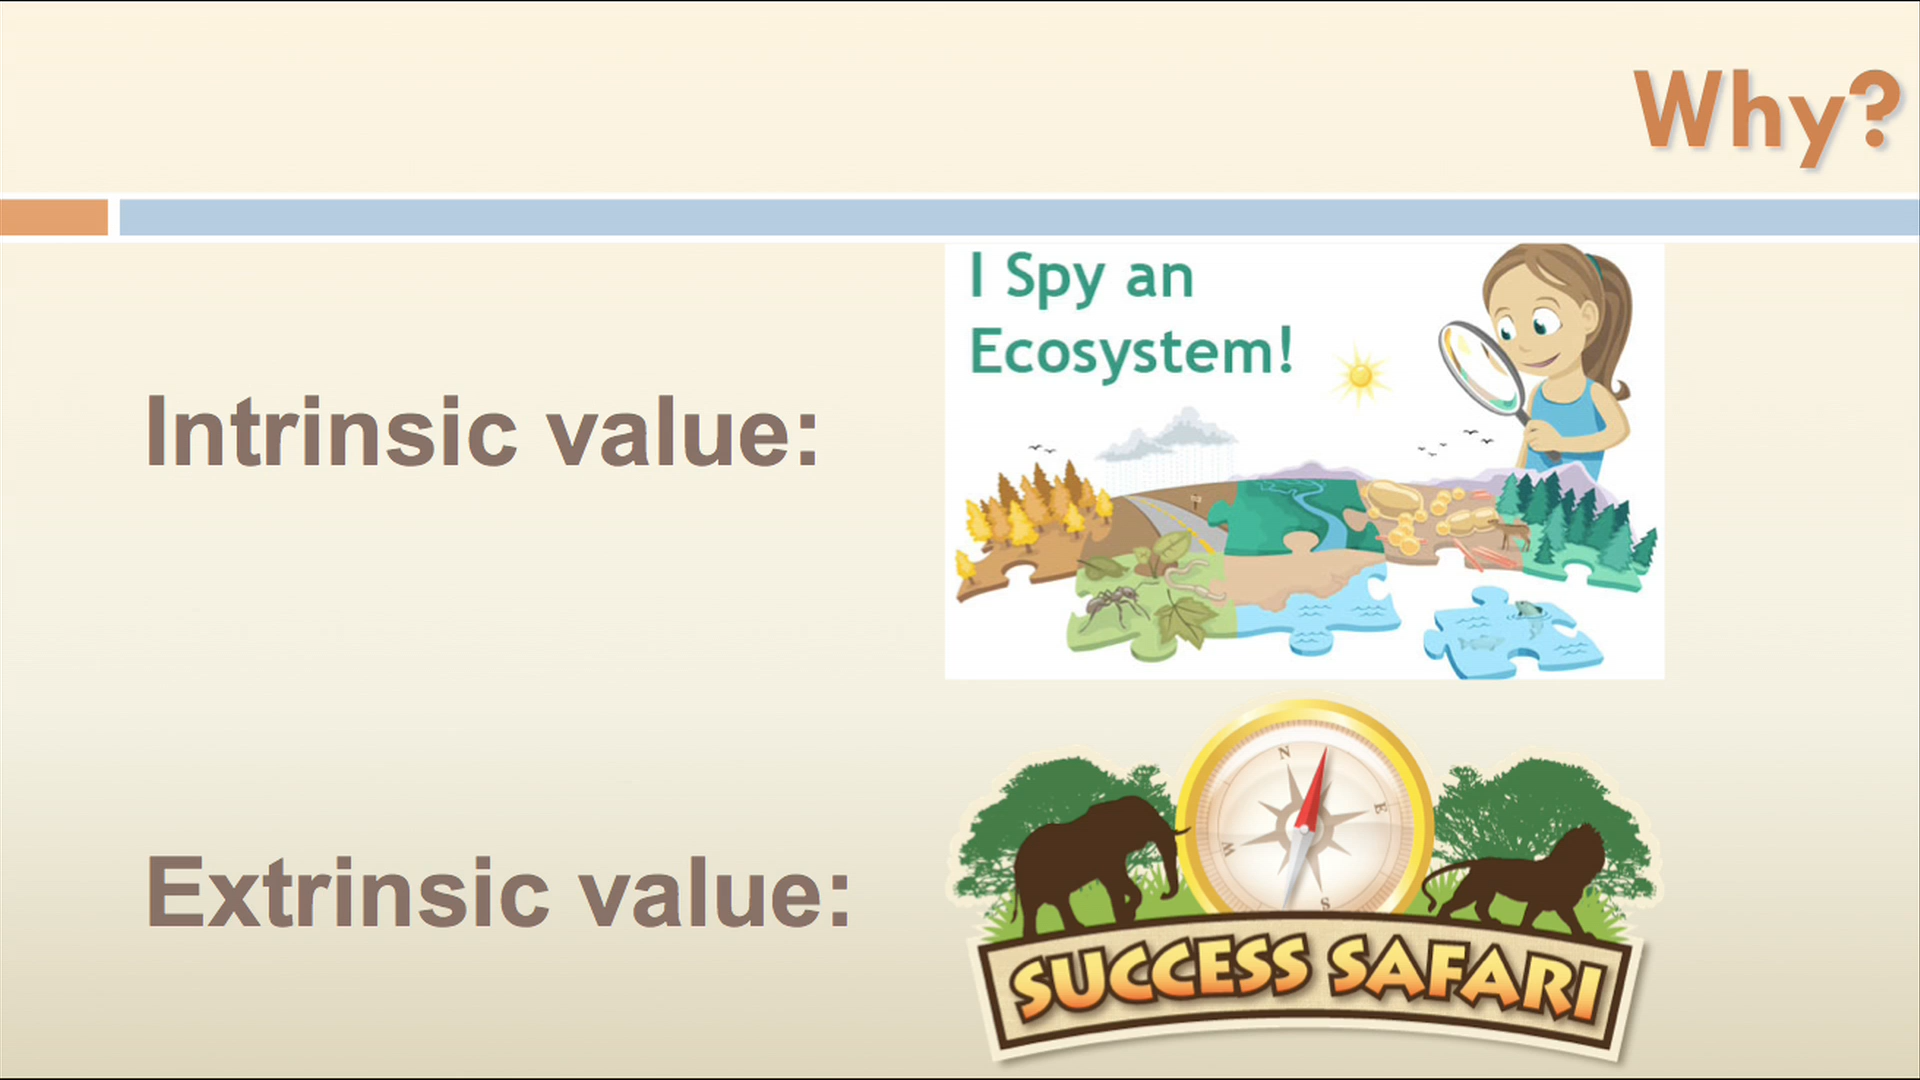 Why?
I Spy an
Ecosystem!
Intrinsic value:
N
E
W
S
Extrinsic value:
SUCCESS SAFARI